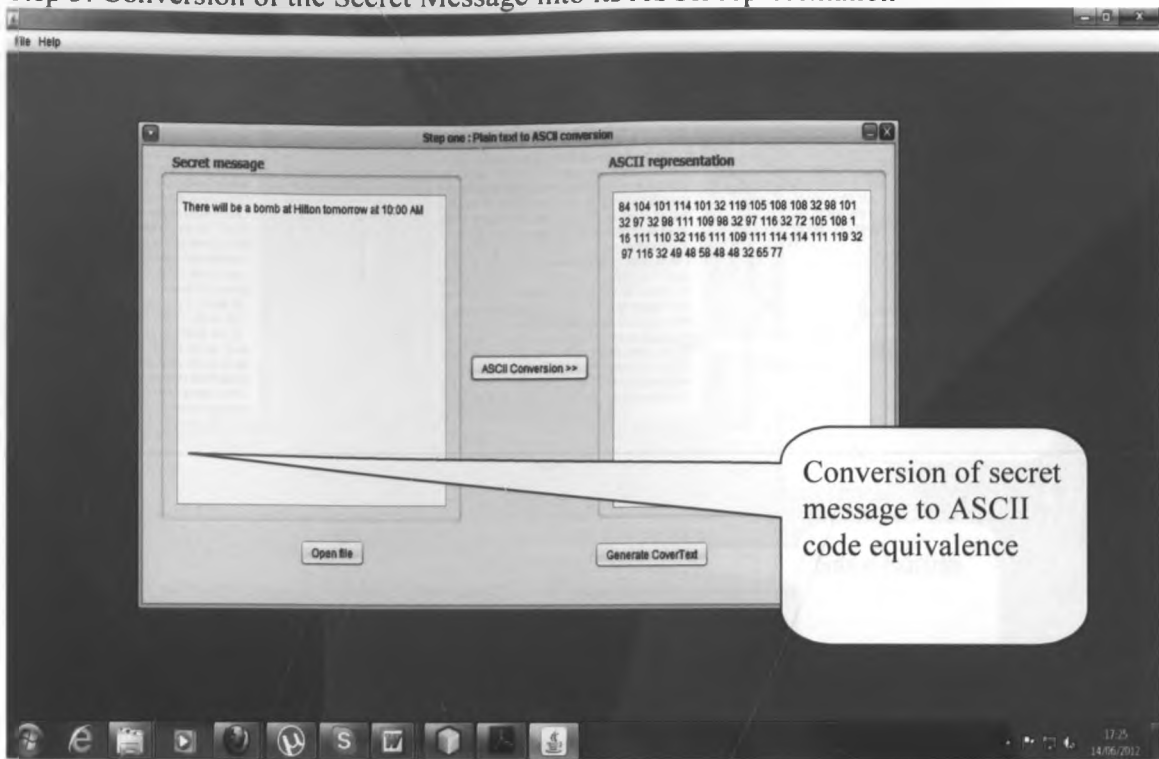 Step 3: Conversion of the Secret Message into its ASCII representation
File Help
Step one : Plain text to ASCII conversion
Secret message
ASCII representation
There will be a bomb at Hilton tomorrow at 10:00 AM
84 104 101 114 101 32 119 105 108 108 32 98 101
32 97 32 98 111 109 98 32 97 116 32 72 105 108 1
16 111 110 32 116 111 109 111 114 114 111 119 32
97 116 32 49 48 58 48 48 32 65 77
ASCII Conversion >>
Conversion of secret
message to ASCII
code equivalence
Open file
Generate CoverText
17:25
14/06/2012